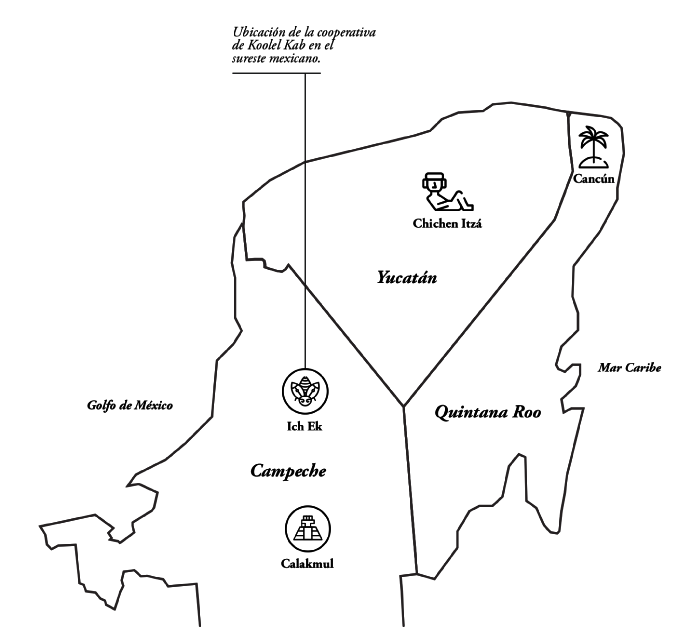 Ubicación de la cooperativa
de Koolel Kab en el
sureste mexicano.
Cancún
Chichen Itzá
Yucatán
Mar Caribe
Golfo de México
Quintana Roo
Ich Ek
Campeche
Calakmul